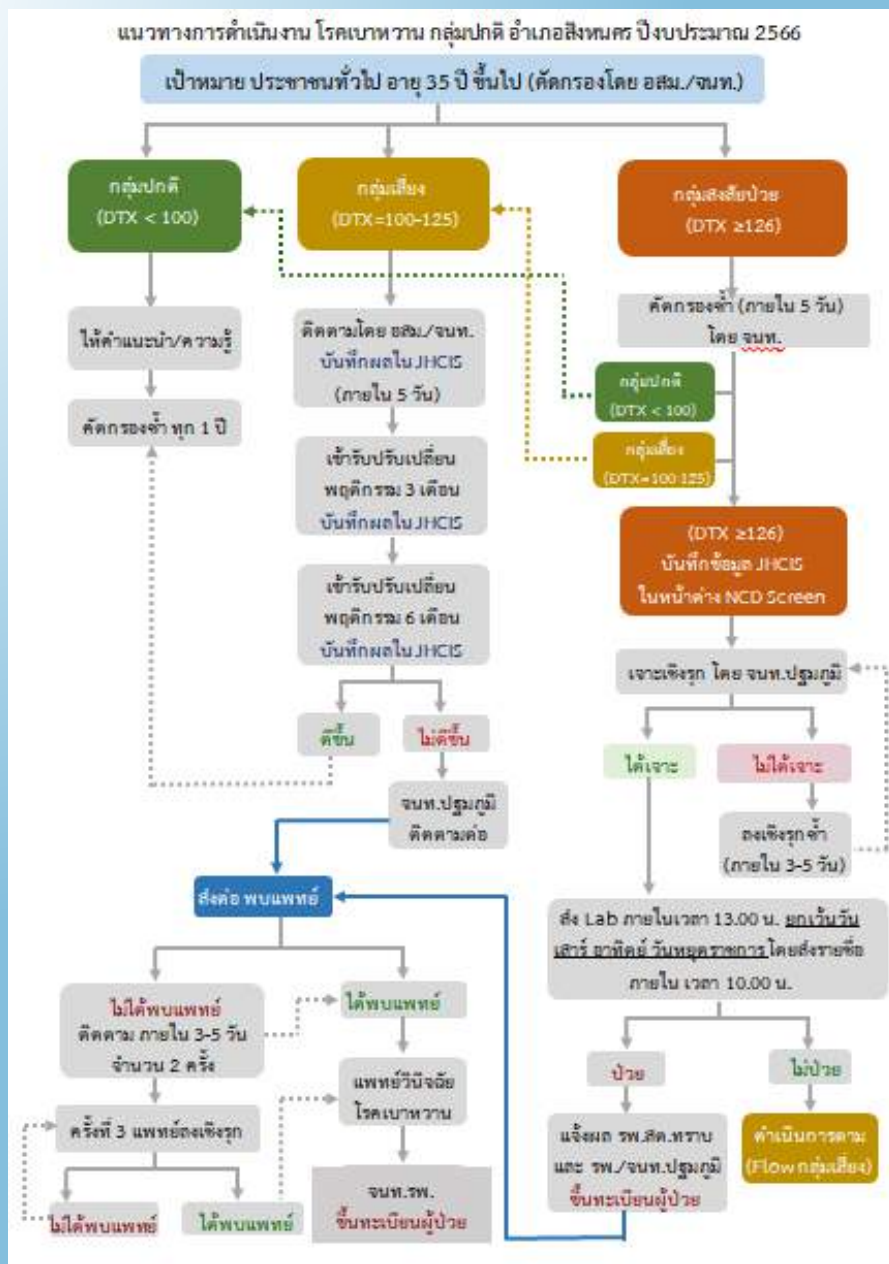 แนวทางการดำเนินงาน โรคเบาหวาน กลุ่มปกติ อำเภอสิงหนคร ปีงบประมาณ 2566
เป้าหมาย ประชาชนทั่วไป อายุ 35 ปี ขึ้นไป (คัดกรองโดย อสม./จนท.)
กลุ่มปกติ
(DTX < 100)
กลุ่มเสี่ยง
(DTX=100-125)
กลุ่มสงสัยป่วย
(DTX ≥126)
ให้คำแนะนำ/ความรู้
คัดกรองซ้ำ ทุก 1 ปี
ติดตามโดย อสม./จนท.
บันทึกผลใน JHCIS
(ภายใน 5 วัน)
เข้ารับปรับเปลี่ยน
พฤติกรรม 3 เดือน
บันทึกผลใน JHCIS
เข้ารับปรับเปลี่ยน
พฤติกรรม 6 เดือน
บันทึกผลใน JHCIS
ดีขึ้น
ไม่ดีขึ้น
จนท.ปฐมภูมิ
ติดตามต่อ
คัดกรองซ้ำ (ภายใน 5 วัน)
โดย จนท.
กลุ่มปกติ
(DTX < 100)
กลุ่มเสี่ยง
(DTX=100-125)
(DTX ≥126)
บันทึกข้อมูล JHCIS
ในหน้าต่าง NCD Screen
เจาะเชิงรุก โดย จนท.ปฐมภูมิ
ได้เจาะ
ไม่ได้เจาะ
ลงเชิงรุกซ้ำ
(ภายใน 3-5 วัน)
ส่ง Lab ภายในเวลา 13.00 น. ยกเว้นวัน
เสาร์ อาทิตย์ วันหยุดราชการ โดยส่งรายชื่อ
ภายใน เวลา 10.00 น.
ป่วย
ไม่ป่วย
แจ้งผล รพ.สต.ทราบ
และ รพ./จนท.ปฐมภูมิ
ขึ้นทะเบียนผู้ป่วย
ดำเนินการตาม
(Flow กลุ่มเสี่ยง)
ส่งต่อ พบแพทย์
ไม่ได้พบแพทย์
ติดตาม ภายใน 3-5 วัน
จำนวน 2 ครั้ง
ได้พบแพทย์
แพทย์วินิจฉัย
โรคเบาหวาน
ครั้งที่ 3 แพทย์ลงเชิงรุก
ไม่ได้พบแพทย์
ได้พบแพทย์
จนท.รพ.
ขึ้นทะเบียนผู้ป่วย